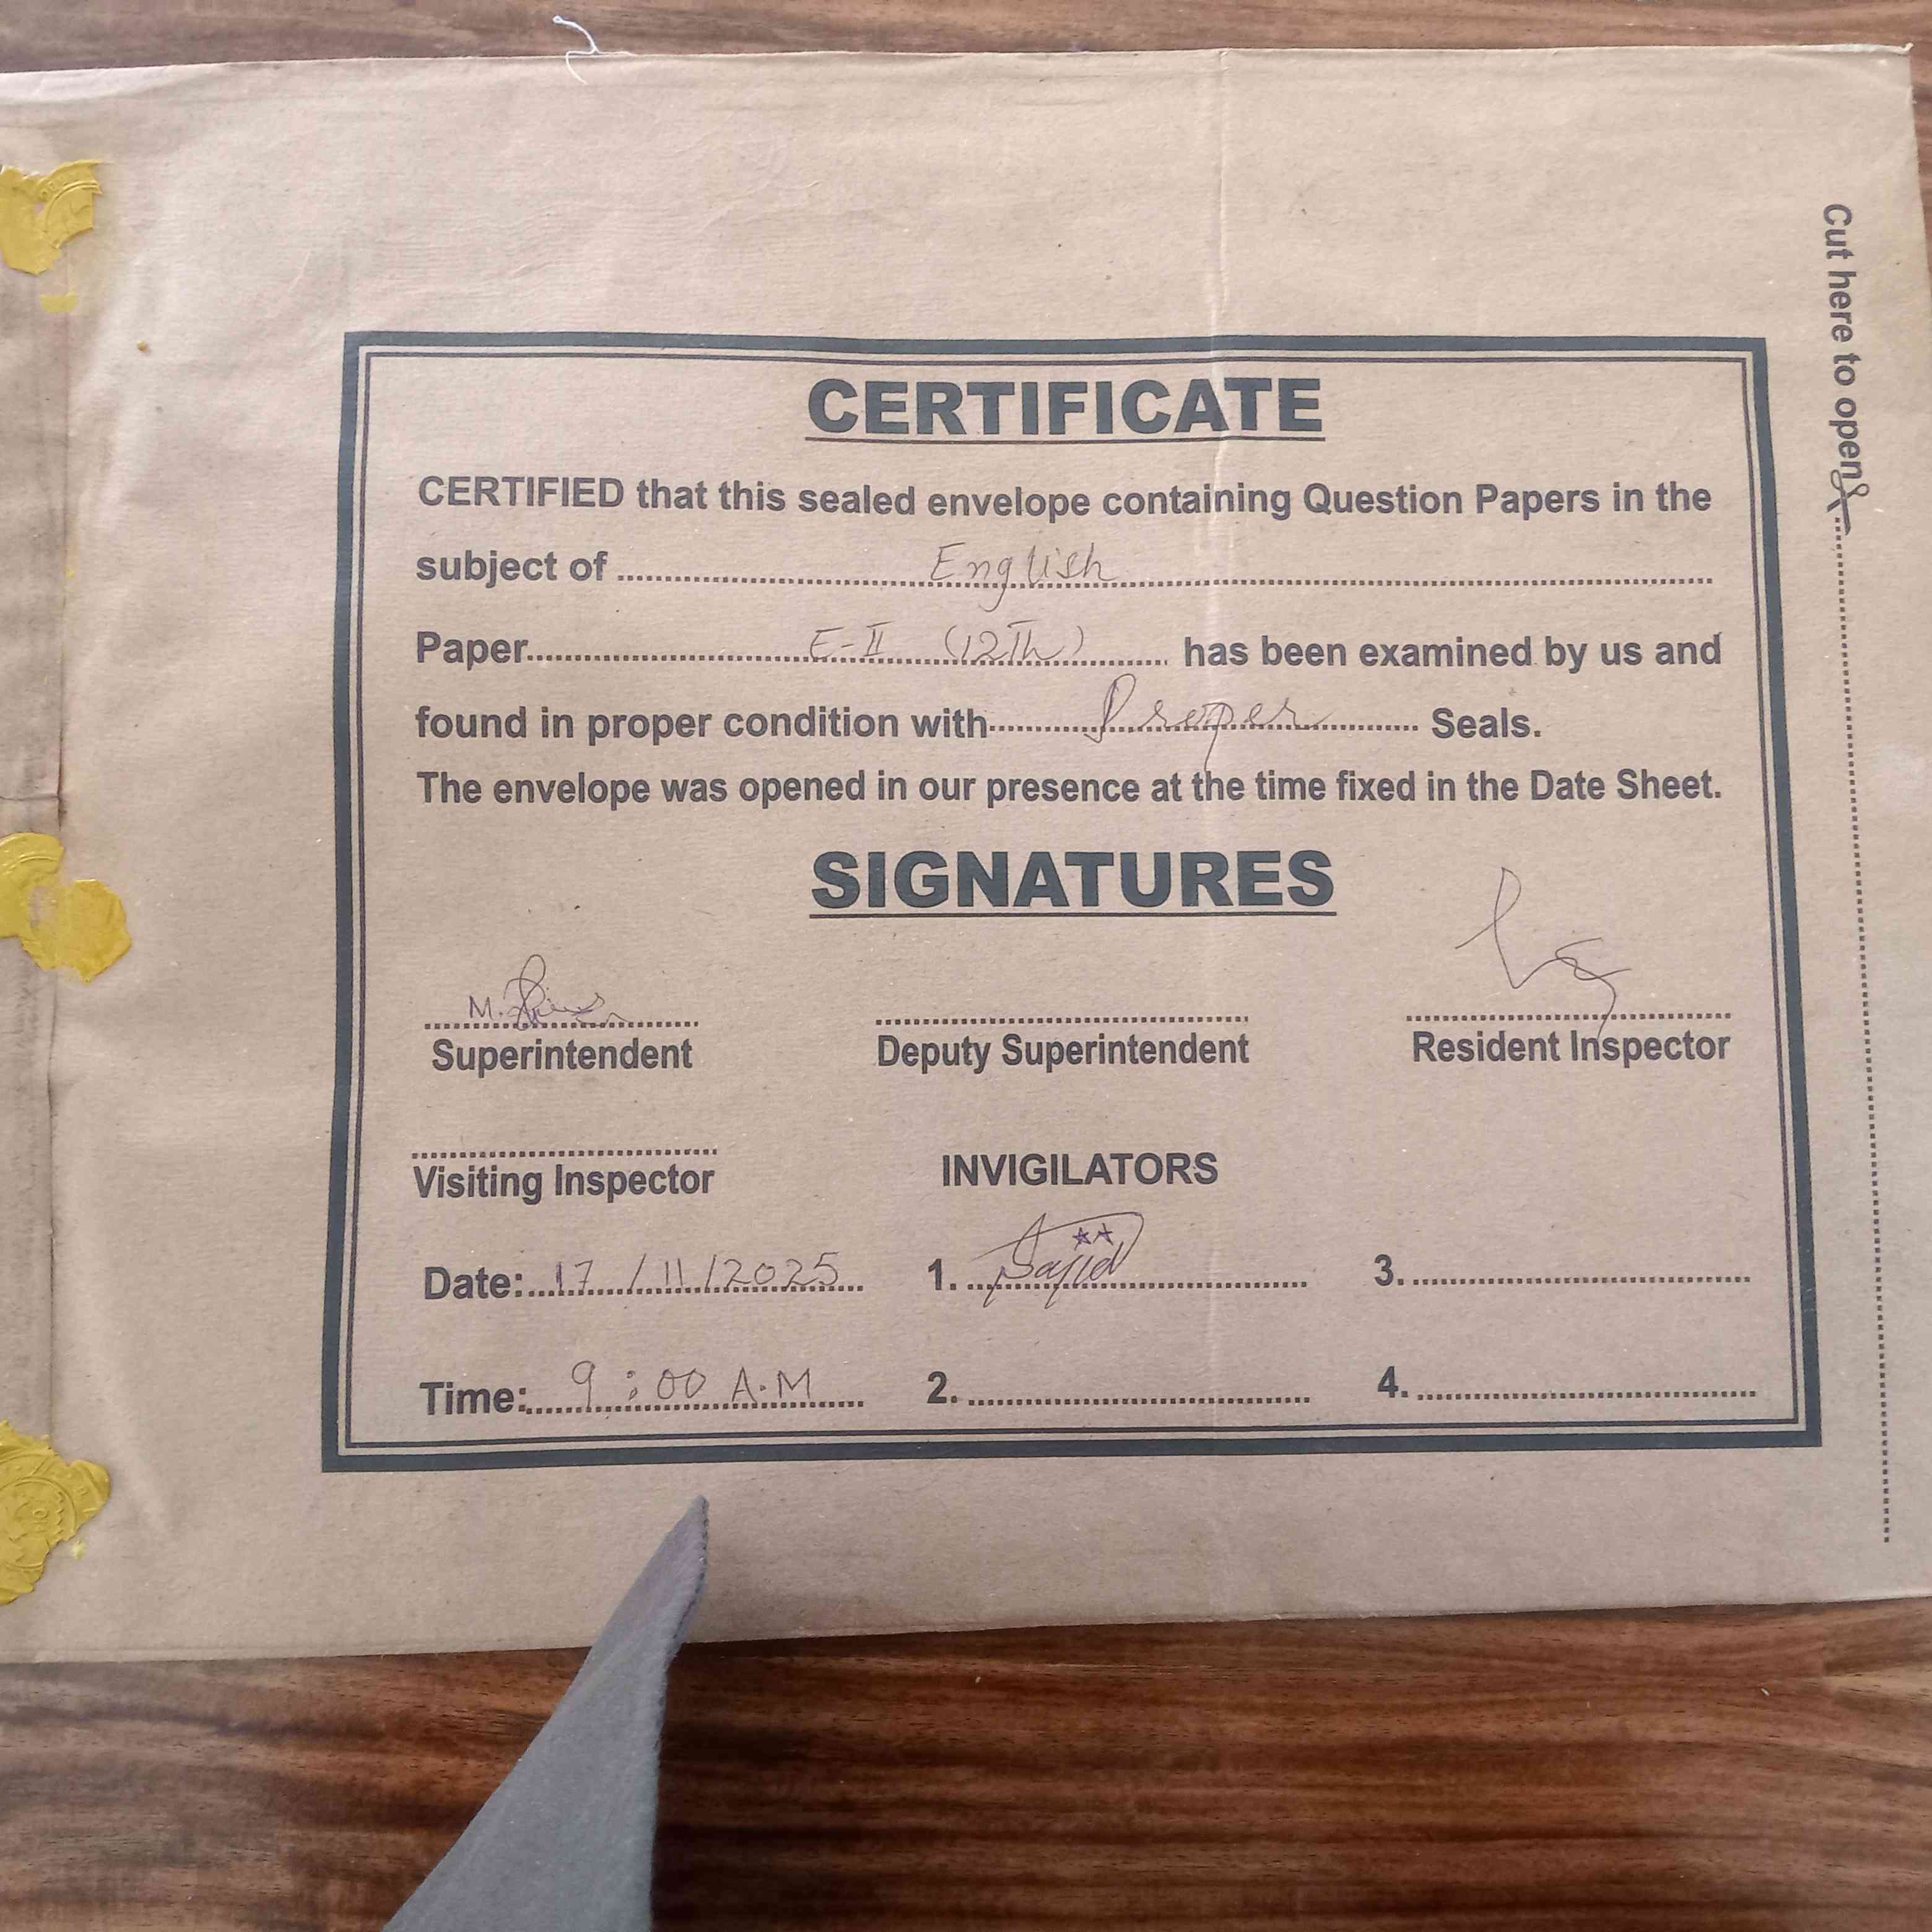 CERTIFICATE
CERTIFIED that this sealed envelope containing Question Papers in the
subject of English
Paper E-II (12Th) has been examined by us and
found in proper condition with Proper Seals.
The envelope was opened in our presence at the time fixed in the Date Sheet.
SIGNATURES
M.
Superintendent
Deputy Superintendent
Resident Inspector
Visiting Inspector
INVIGILATORS
Date: 17/11/2025
1. Sajid
3.
Time: 9:00 A.M
2.
4.
Cut here to open